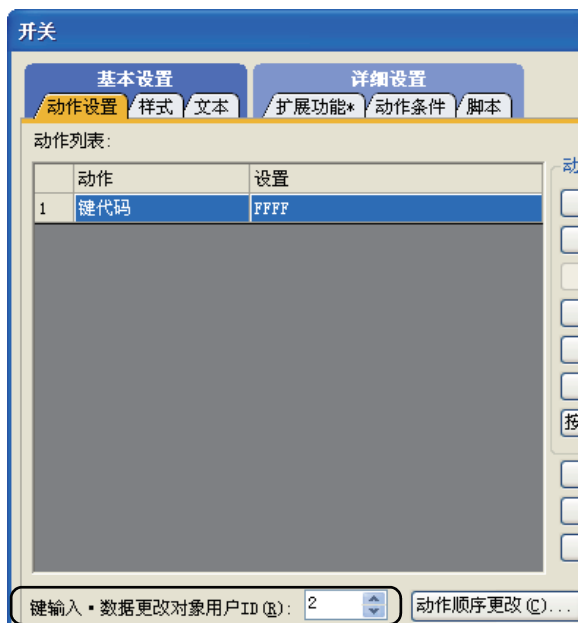 开关
基本设置 详细设置
动作设置 样式 文本 扩展功能* 动作条件 脚本
动作列表:
动作 设置
1 键代码 FFFF
动
按
键输入·数据更改对象用户ID(R): 2 动作顺序更改(C)...